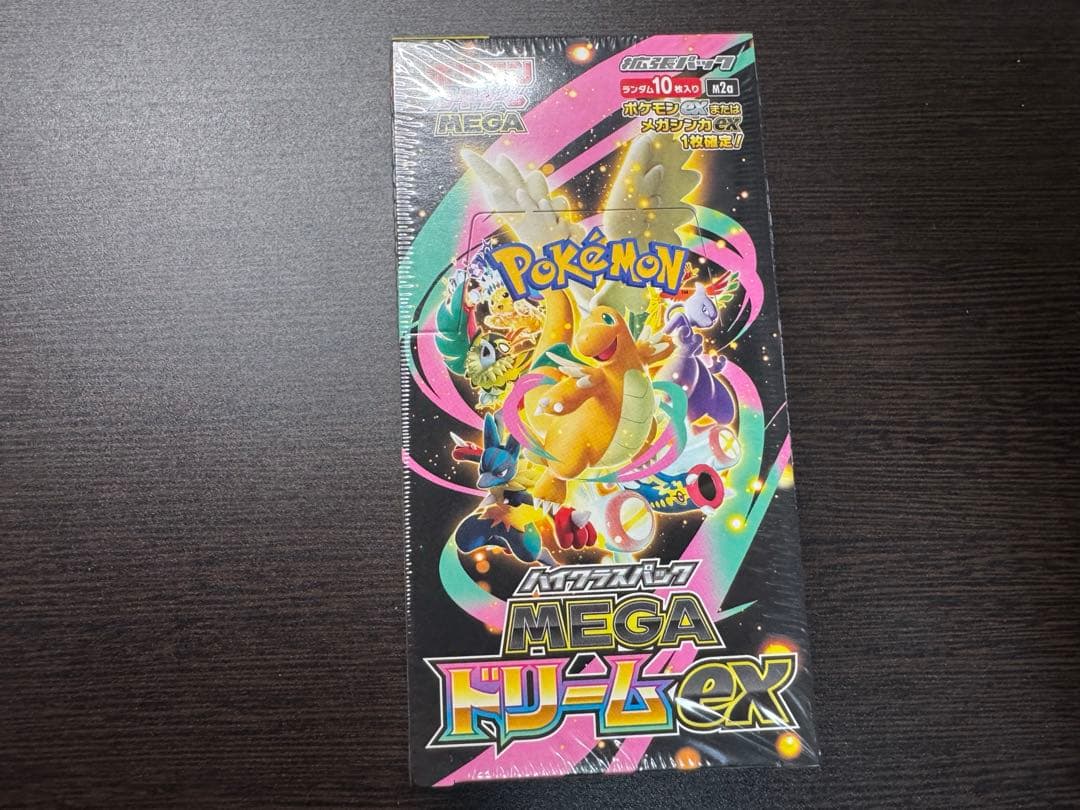 MEGA
拡張パック
ランダム10枚入り
m2a
ポケモンexまたは
メガシンカex
1枚確定!
POKÉMON
ハイクラスパック
MEGA
ドリームex